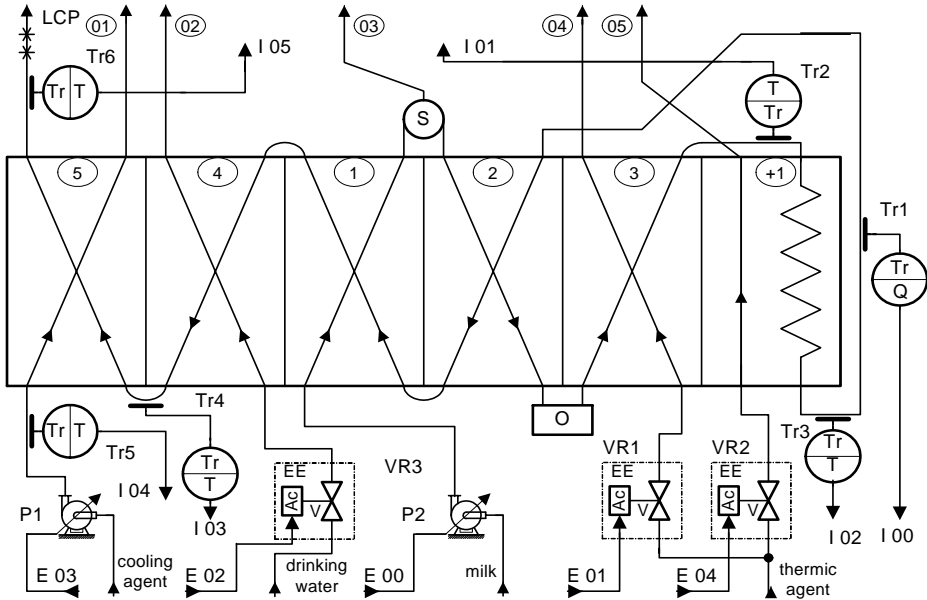 LCP
01
02
03
04
05
I 05
I 01
Tr6
Tr T
Tr2
T
Tr
S
5
4
1
2
3
+1
Tr1
Tr
Q
Tr4
Tr3
Tr T
Tr5
Tr
T
O
Tr
T
VR3
VR1
VR2
EE
EE
EE
I 04
P1
Ac
V
P2
Ac
V
Ac
V
I 03
I 02
I 00
E 03
cooling
agent
E 02
drinking
water
E 00
milk
E 01
E 04
thermic
agent